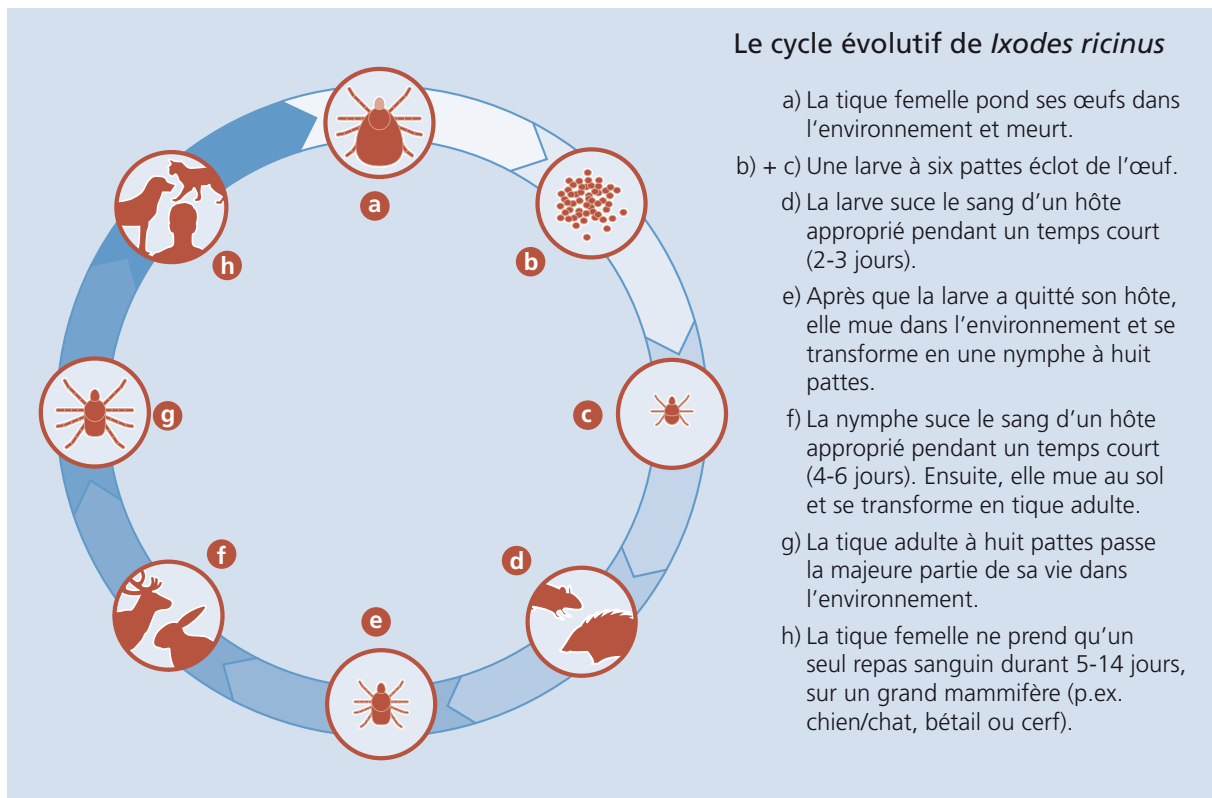 Le cycle évolutif de Ixodes ricinus
a) La tique femelle pond ses œufs dans
l'environnement et meurt.
b) + c) Une larve à six pattes éclot de l'œuf.
d) La larve suce le sang d'un hôte
approprié pendant un temps court
(2-3 jours).
e) Après que la larve a quitté son hôte,
elle mue dans l'environnement et se
transforme en une nymphe à huit
pattes.
f) La nymphe suce le sang d'un hôte
approprié pendant un temps court
(4-6 jours). Ensuite, elle mue au sol
et se transforme en tique adulte.
g) La tique adulte à huit pattes passe
la majeure partie de sa vie dans
l'environnement.
h) La tique femelle ne prend qu'un
seul repas sanguin durant 5-14 jours,
sur un grand mammifère (p.ex.
chien/chat, bétail ou cerf).
a
b
c
d
e
f
g
h